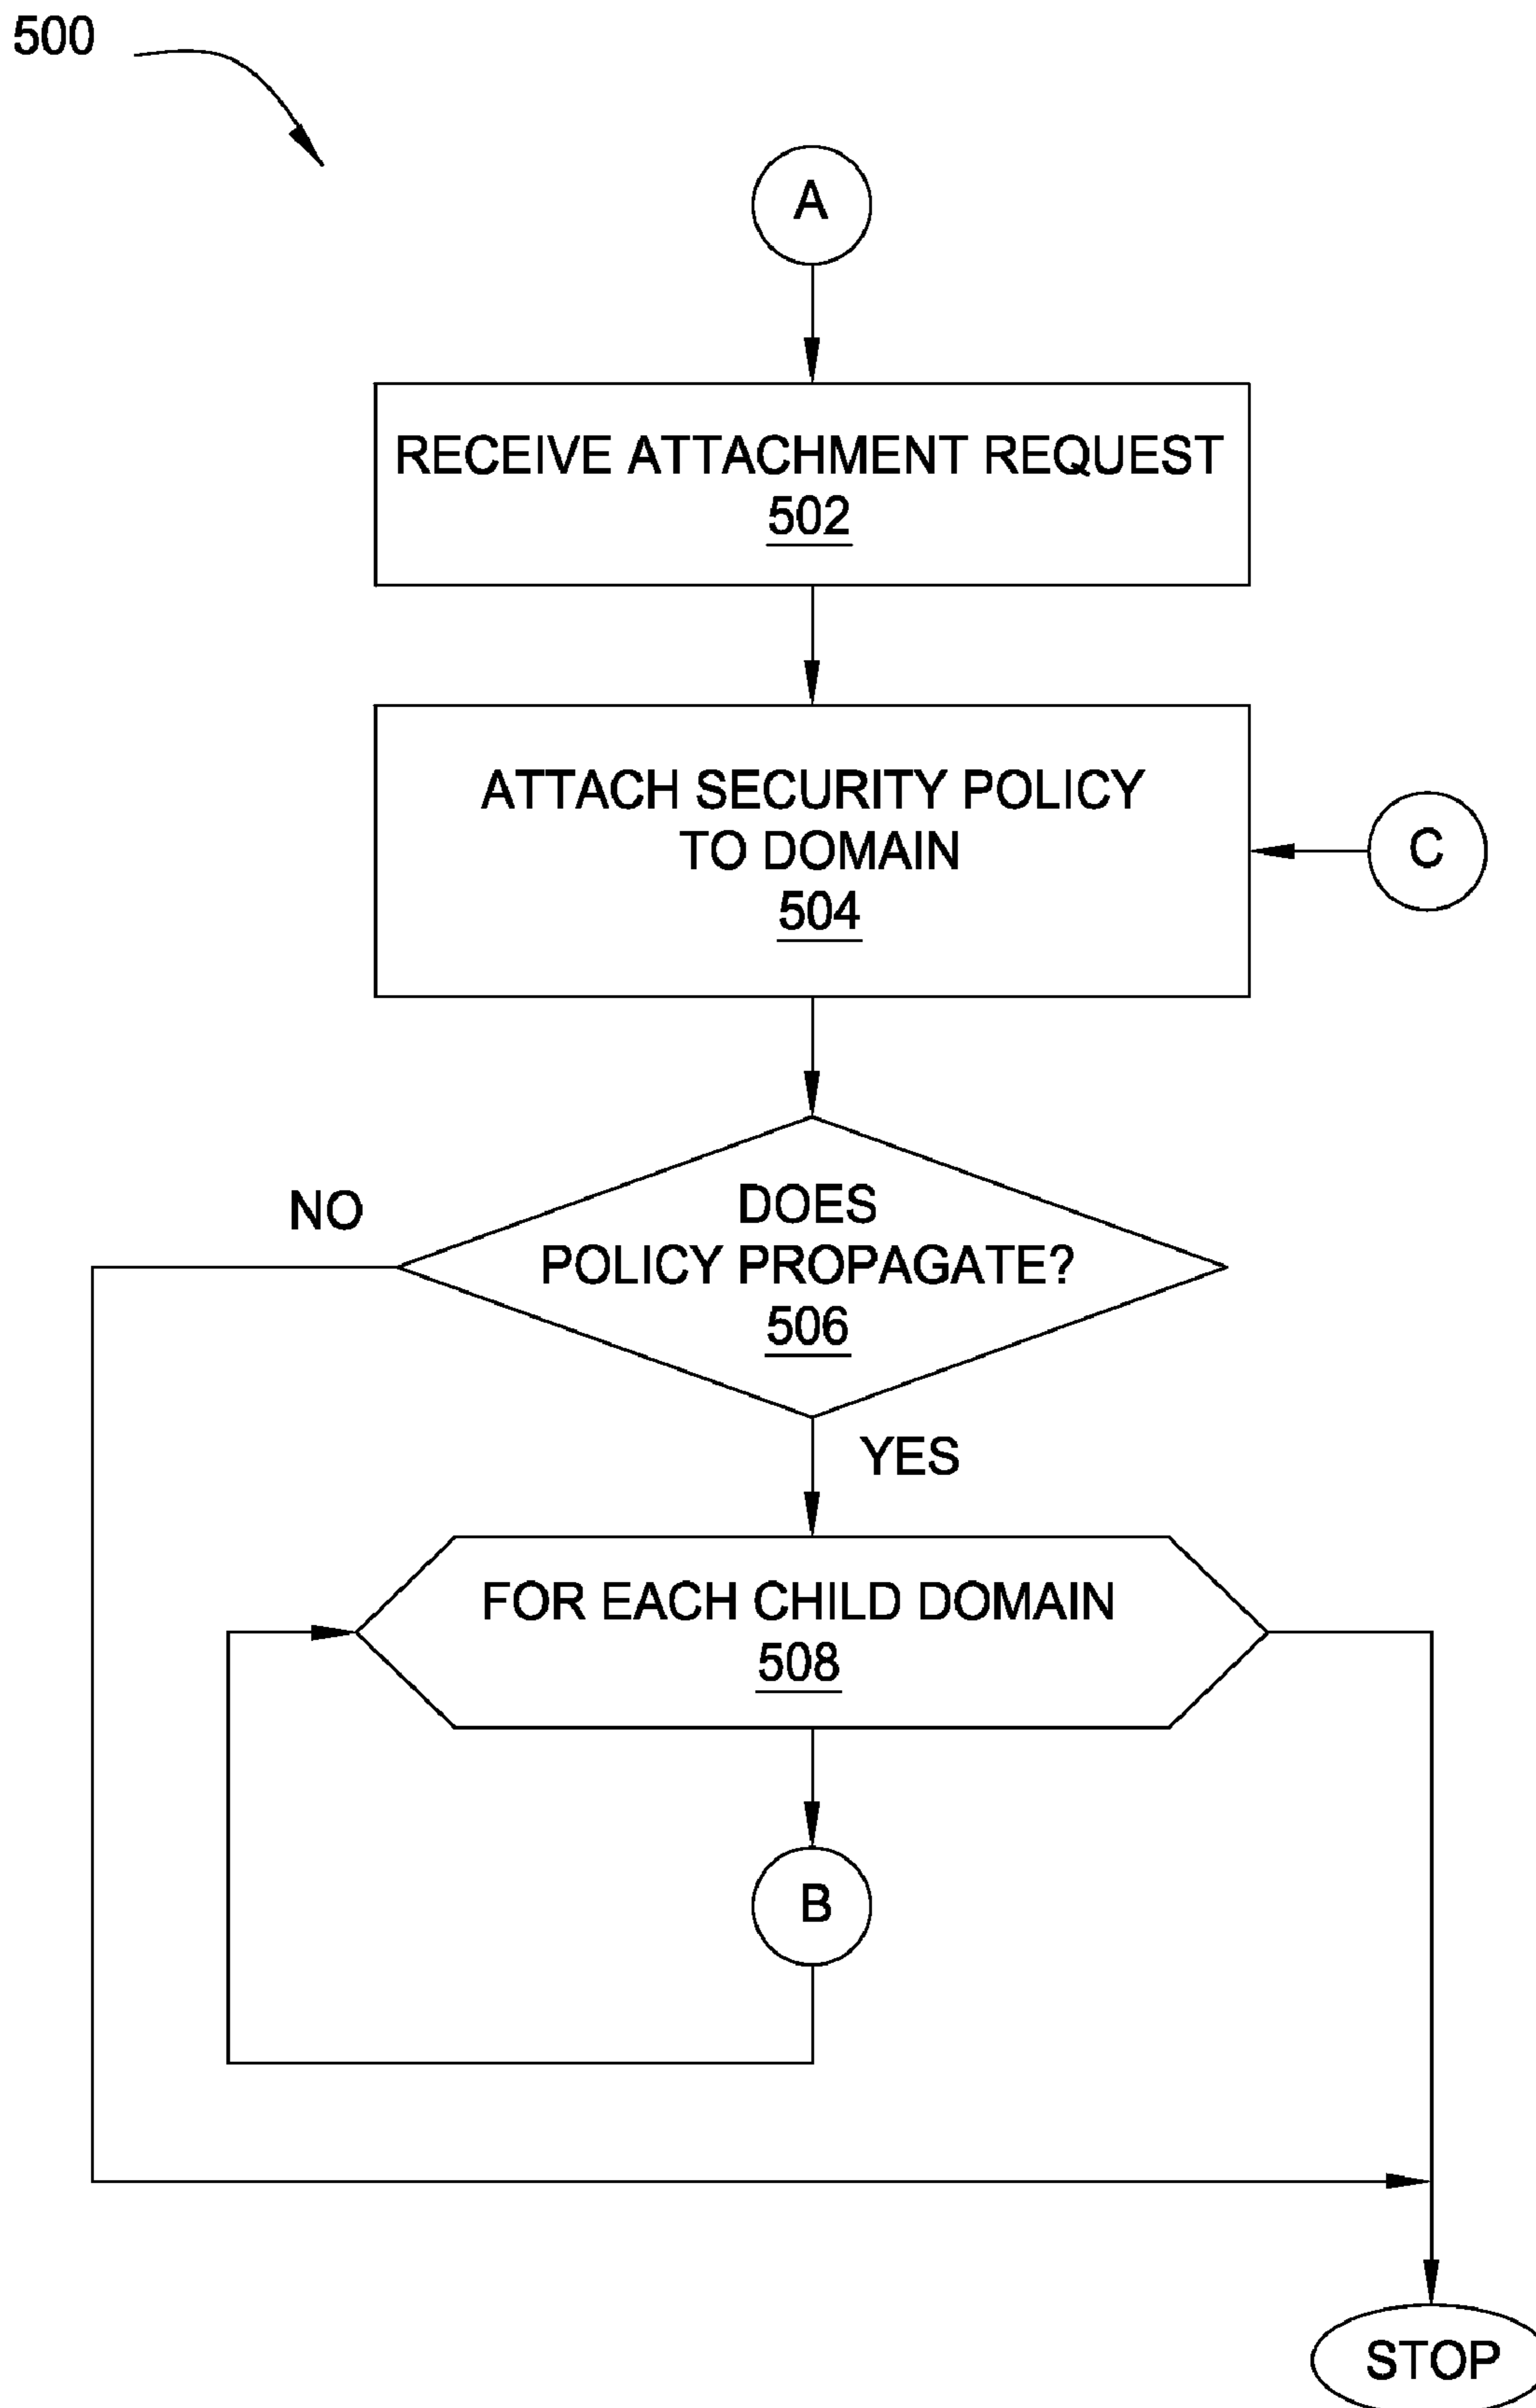 500
A
RECEIVE ATTACHMENT REQUEST
502
ATTACH SECURITY POLICY
TO DOMAIN
504
C
NO
DOES
POLICY PROPAGATE?
506
YES
FOR EACH CHILD DOMAIN
508
B
STOP